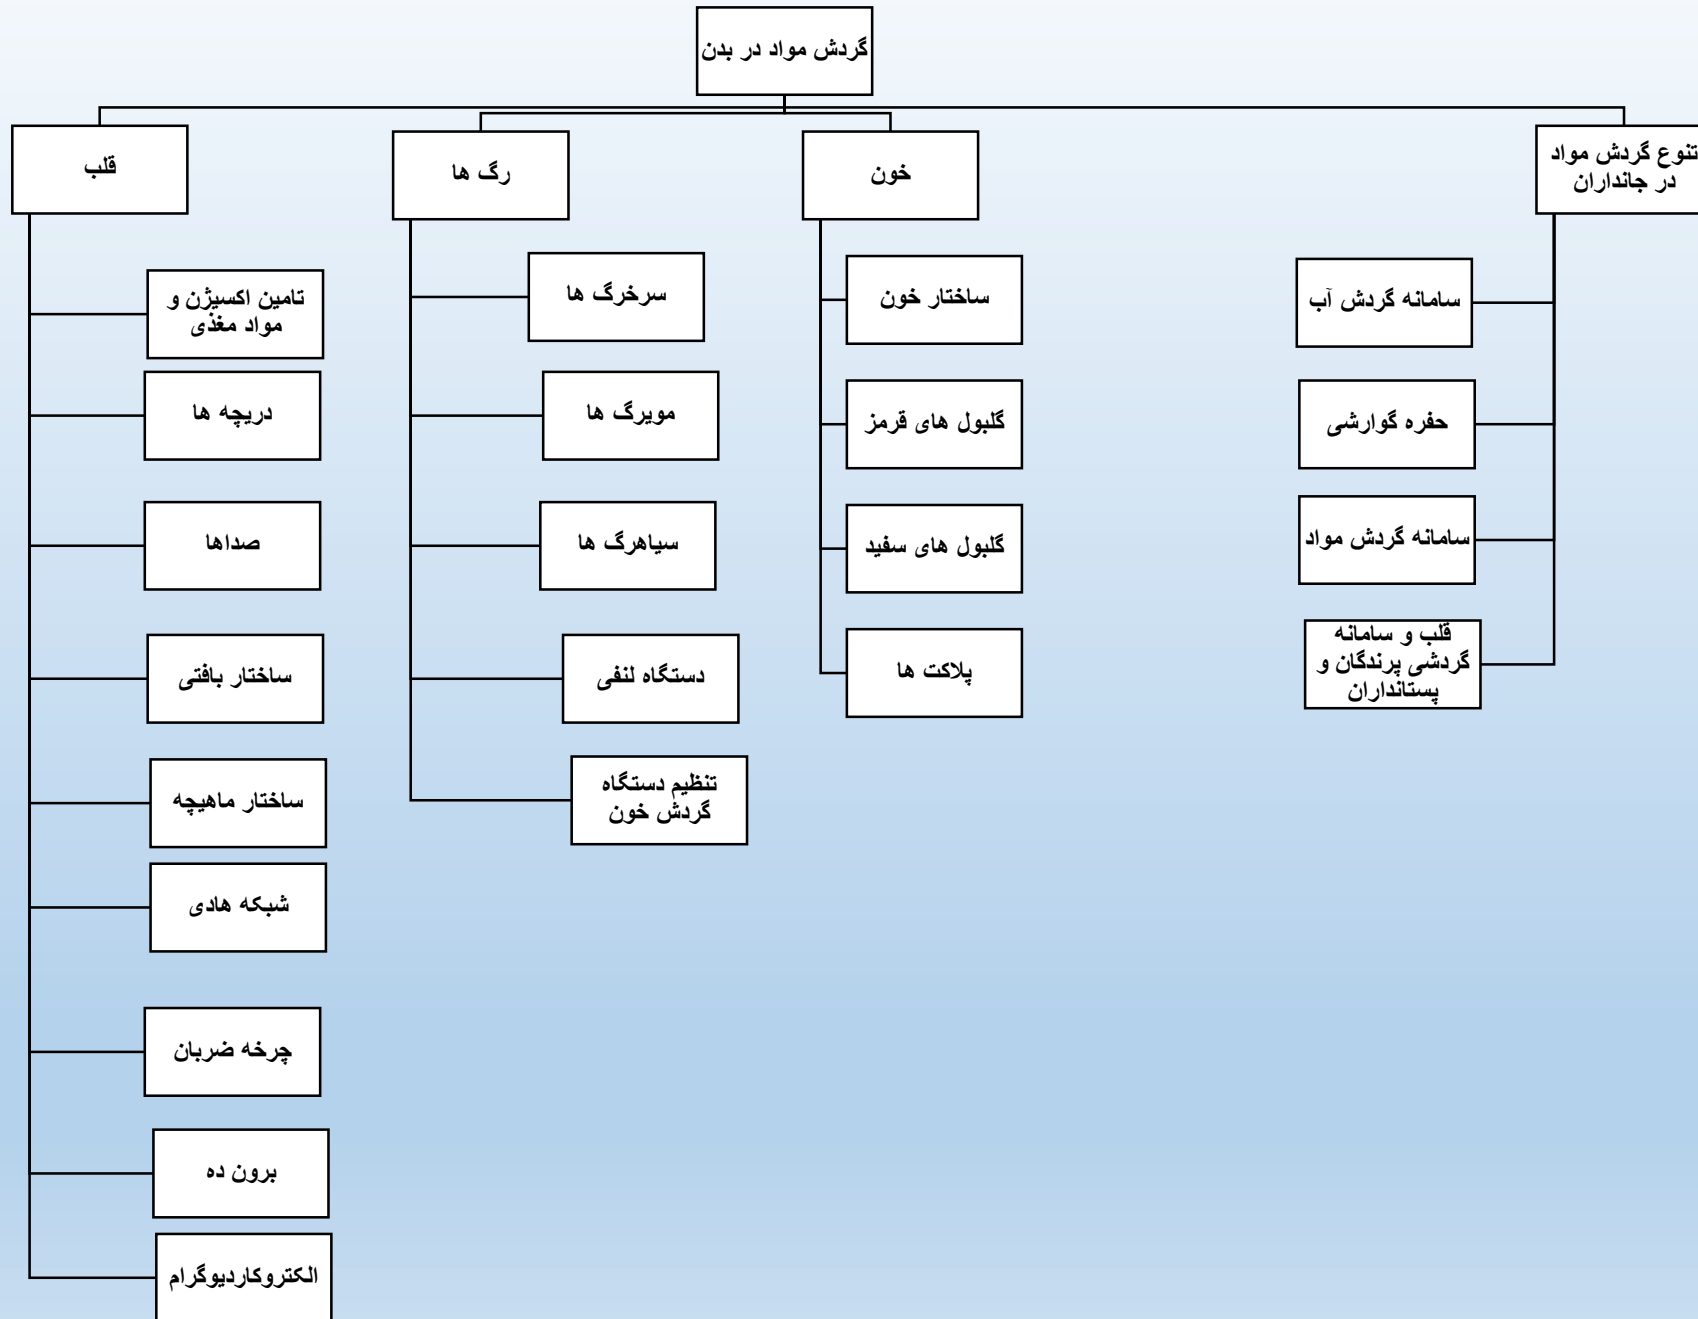 گردش مواد در بدن
قلب
تامین اکسیژن و
مواد مغذی
دریچه ها
صداها
ساختار بافتی
ساختار ماهیچه
شبکه هادی
چرخه ضربان
برون ده
الکتروکاردیوگرام
رگ ها
سرخرگ ها
مویرگ ها
سیاهرگ ها
دستگاه لنفی
تنظیم دستگاه
گردش خون
خون
ساختار خون
گلبول های قرمز
گلبول های سفید
پلاکت ها
تنوع گردش مواد
در جانداران
سامانه گردش آب
حفره گوارشی
سامانه گردش مواد
قلب و سامانه
گردشی پرندگان و
پستانداران